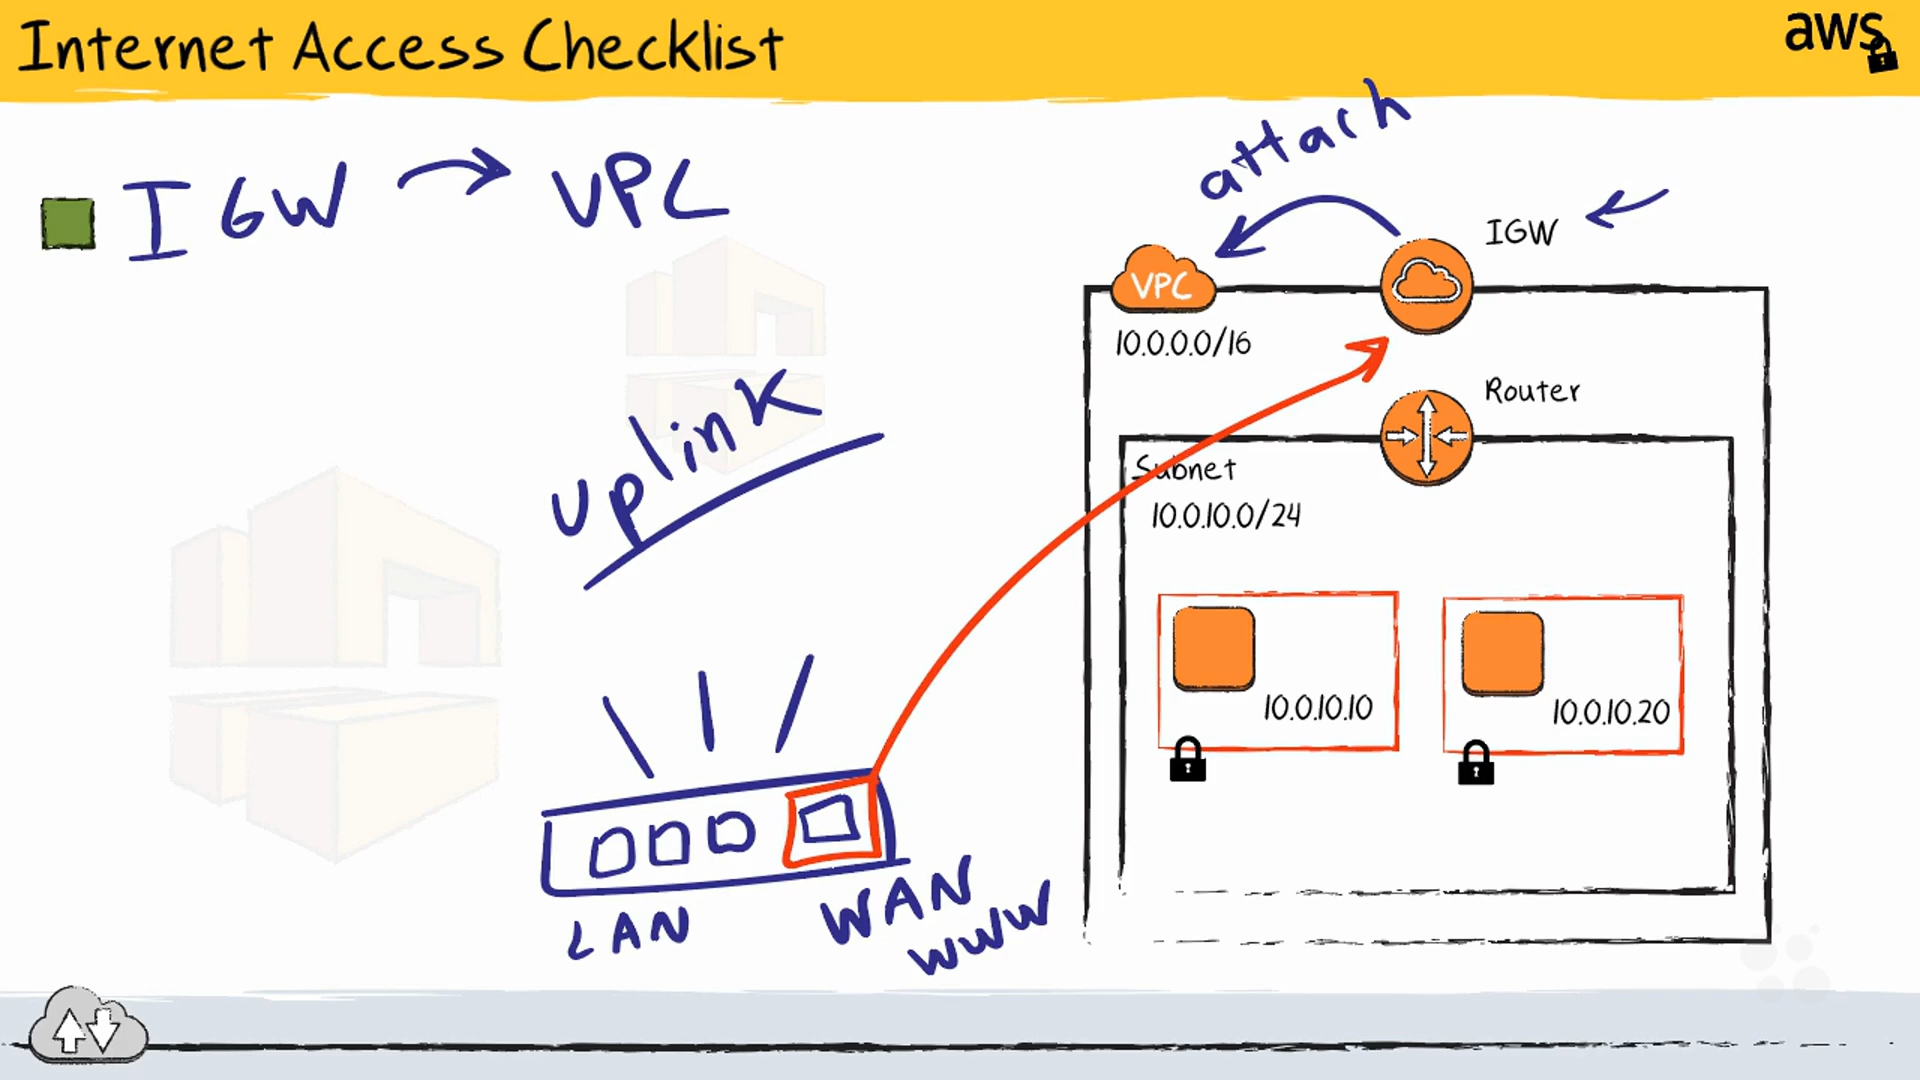 Internet Access Checklist
aws
IGW → VPC
attach
IGW
VPC
10.0.0.0/16
Router
uplink
Subnet
10.0.10.0/24
10.0.10.10
10.0.10.20
LAN
WAN
WWW